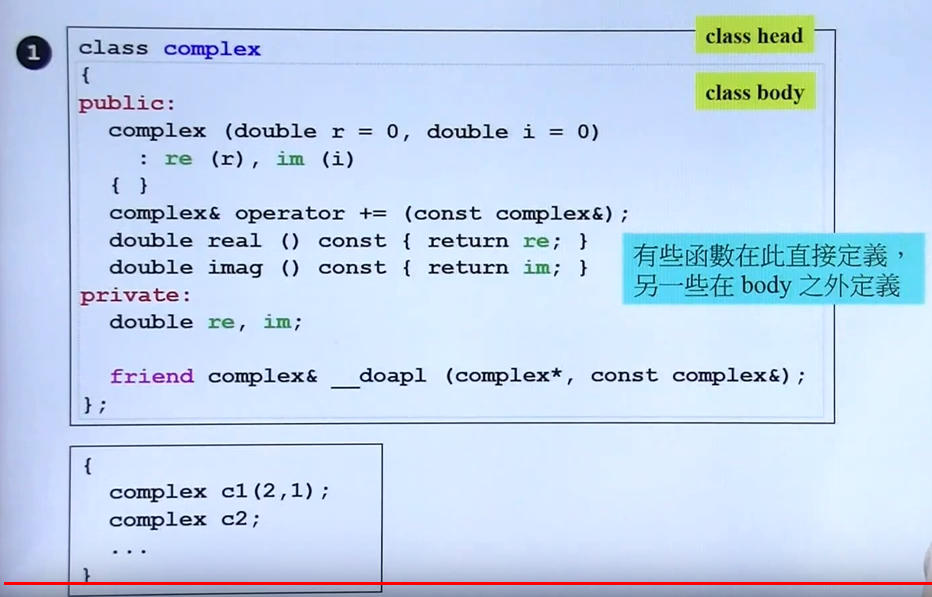 1
class head
class complex
{
class body
public:
complex (double r = 0, double i = 0)
: re (r), im (i)
{ }
complex& operator += (const complex&);
double real () const { return re; }
double imag () const { return im; }
有些函數在此直接定義，
另一些在 body 之外定義
private:
double re, im;
friend complex& __doapl (complex*, const complex&);
};
{
complex c1(2,1);
complex c2;
...
}